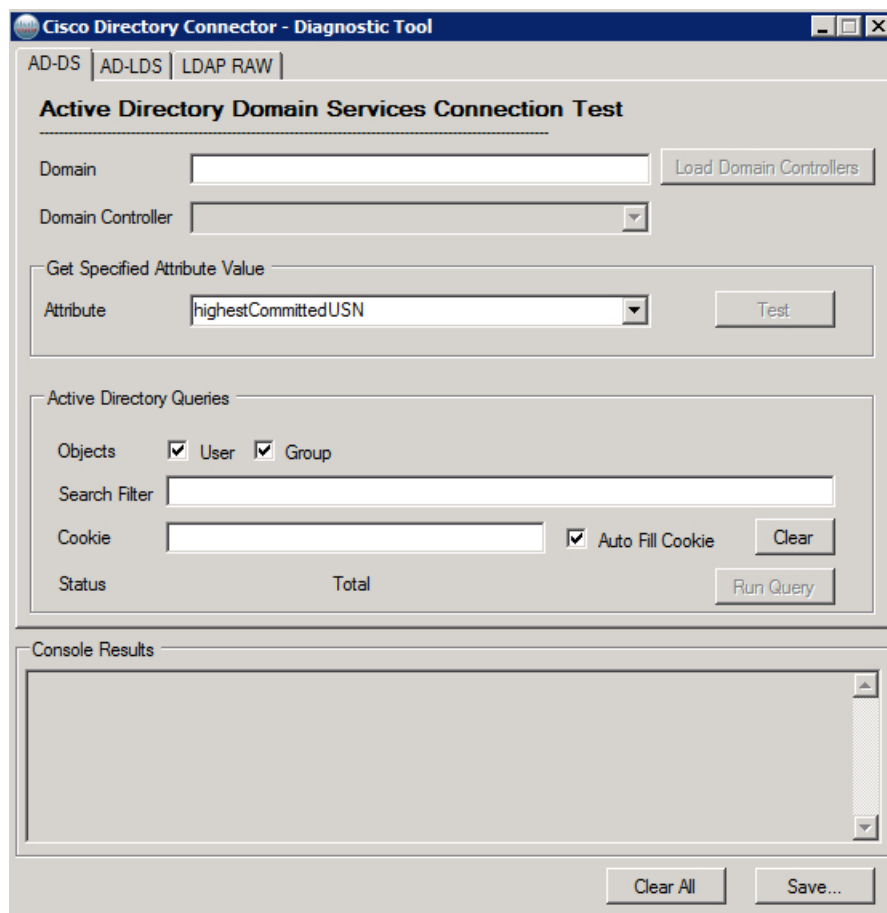 Cisco Directory Connector - Diagnostic Tool
AD-DS AD-LDS LDAP RAW
Active Directory Domain Services Connection Test
Domain Load Domain Controllers
Domain Controller
Get Specified Attribute Value
Attribute highestCommittedUSN Test
Active Directory Queries
Objects User Group
Search Filter
Cookie Auto Fill Cookie Clear
Status Total Run Query
Console Results
Clear All Save...